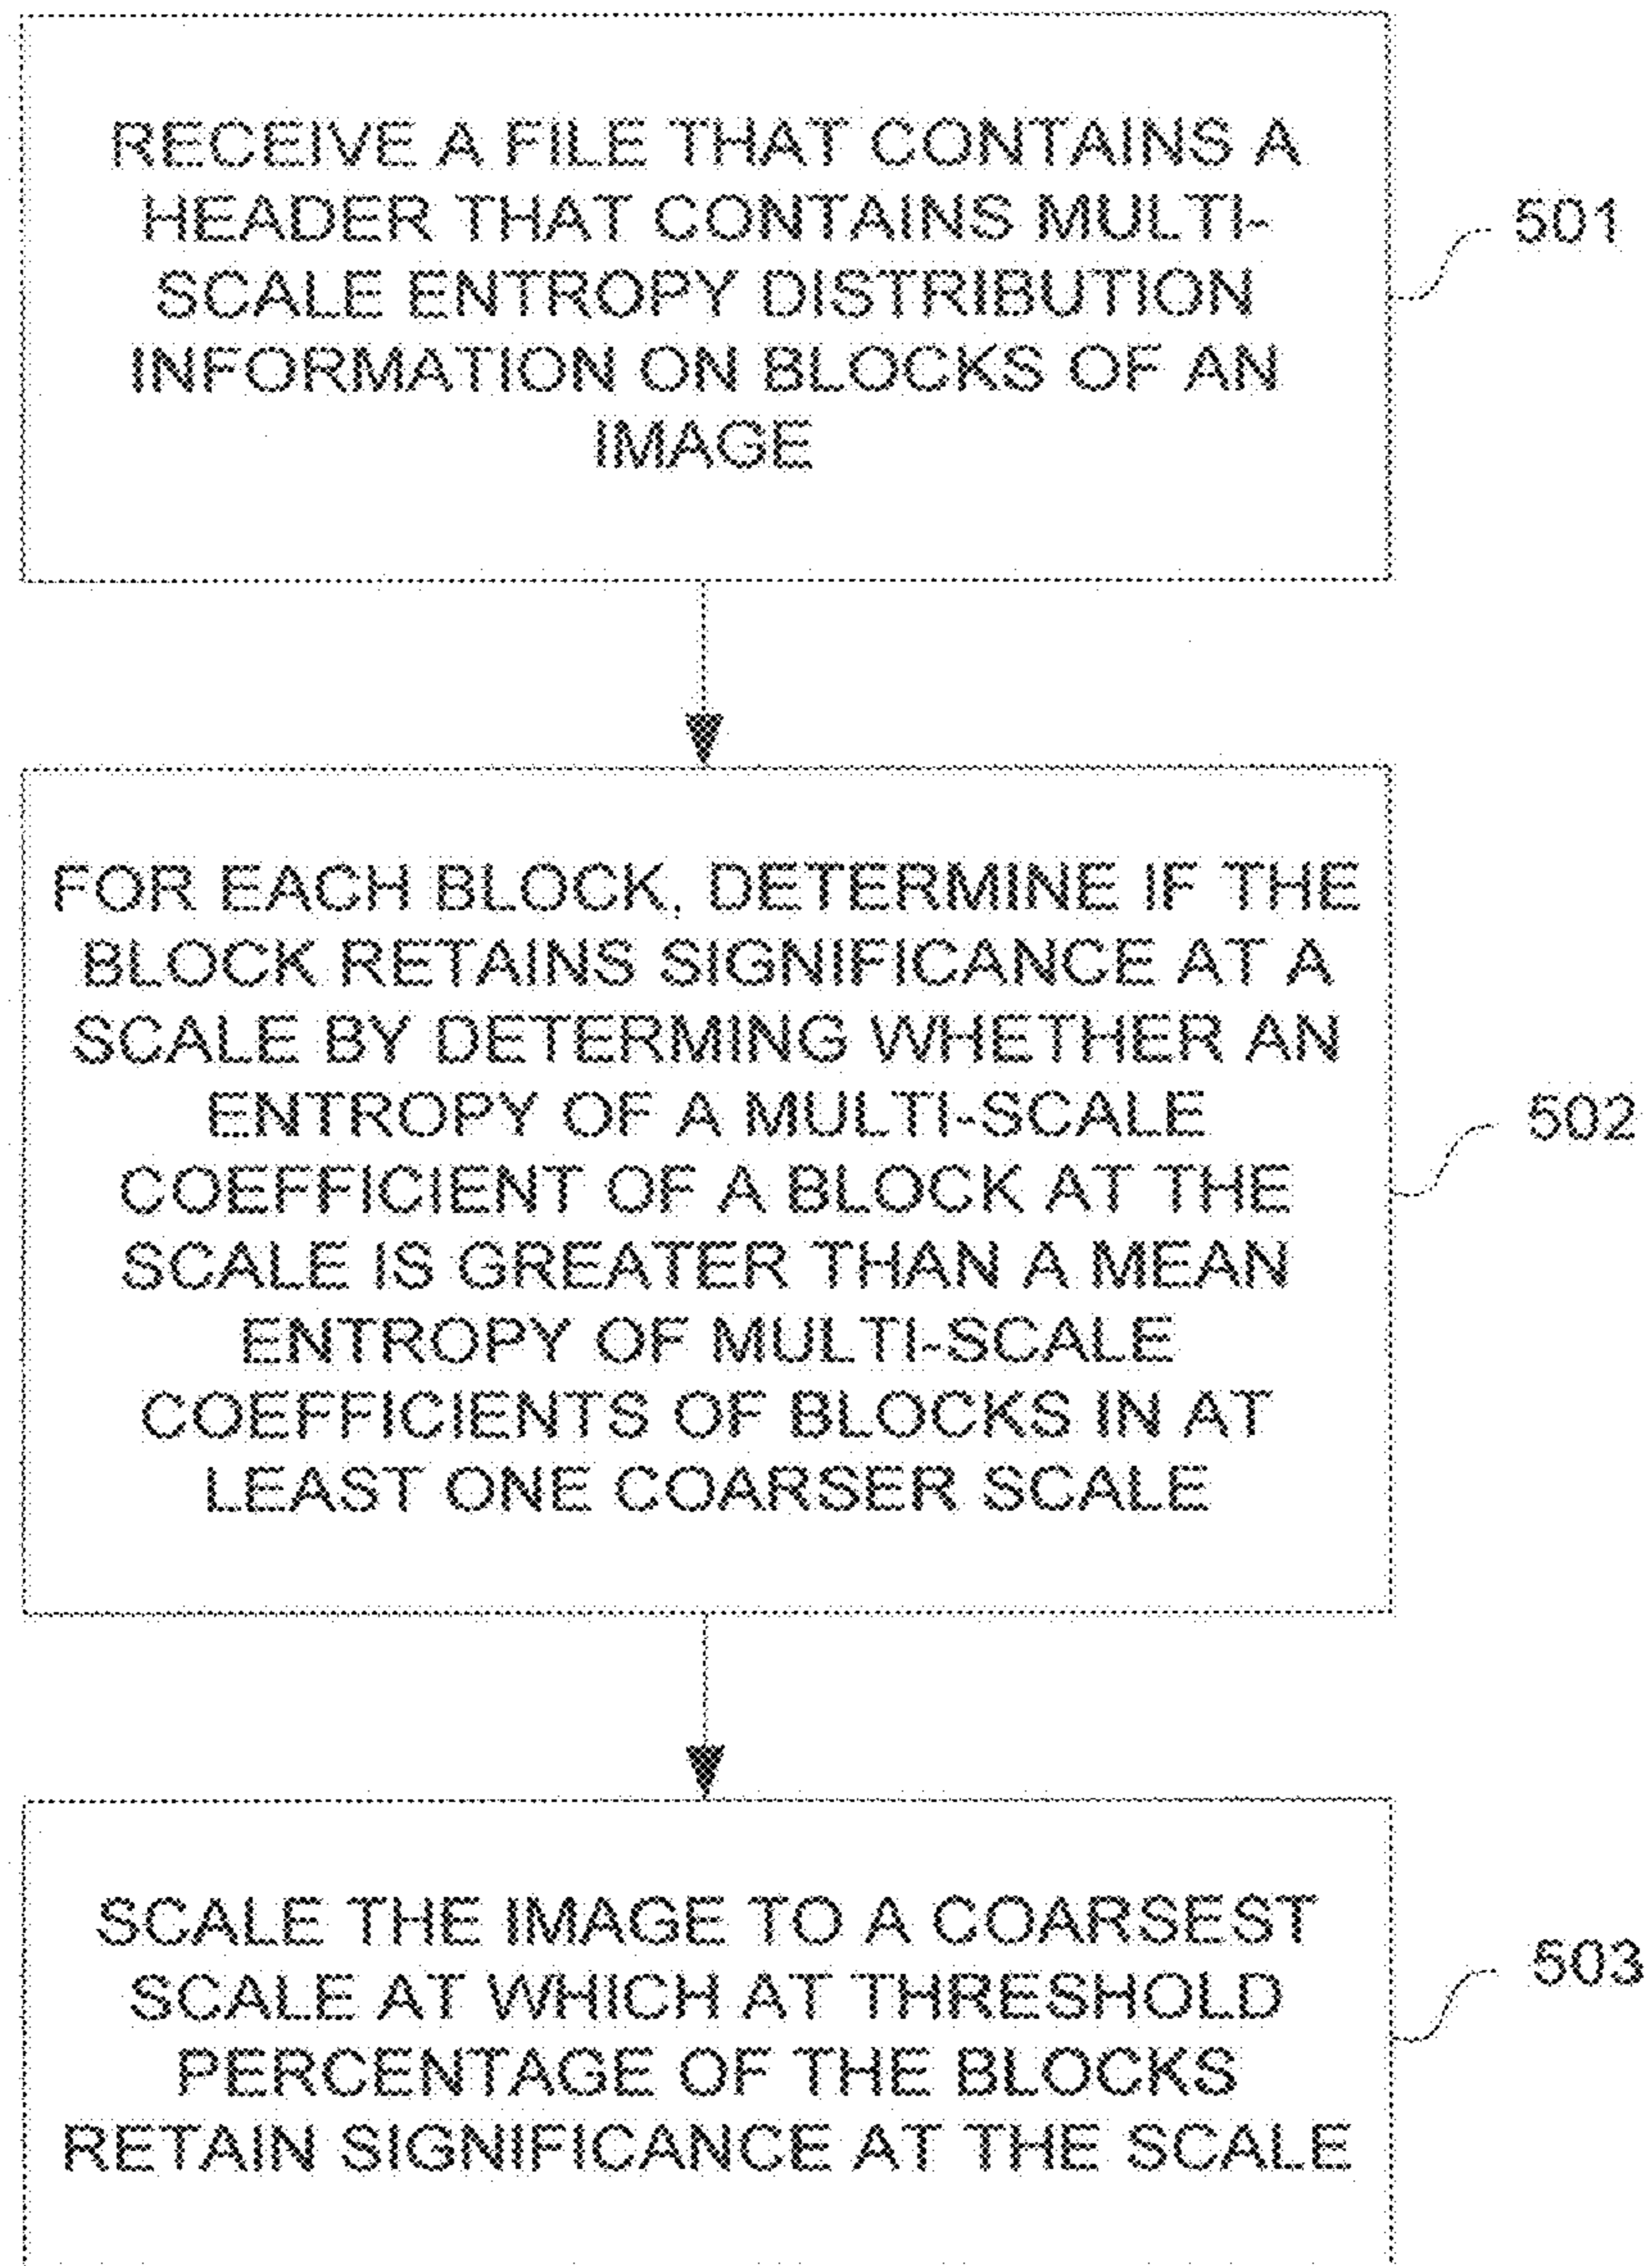 RECEIVE A FILE THAT CONTAINS A
HEADER THAT CONTAINS MULTI-
SCALE ENTROPY DISTRIBUTION
INFORMATION ON BLOCKS OF AN
IMAGE
501
FOR EACH BLOCK, DETERMINE IF THE
BLOCK RETAINS SIGNIFICANCE AT A
SCALE BY DETERMING WHETHER AN
ENTROPY OF A MULTI-SCALE
COEFFICIENT OF A BLOCK AT THE
SCALE IS GREATER THAN A MEAN
ENTROPY OF MULTI-SCALE
COEFFICIENTS OF BLOCKS IN AT
LEAST ONE COARSER SCALE
502
SCALE THE IMAGE TO A COARSEST
SCALE AT WHICH AT THRESHOLD
PERCENTAGE OF THE BLOCKS
RETAIN SIGNIFICANCE AT THE SCALE
503